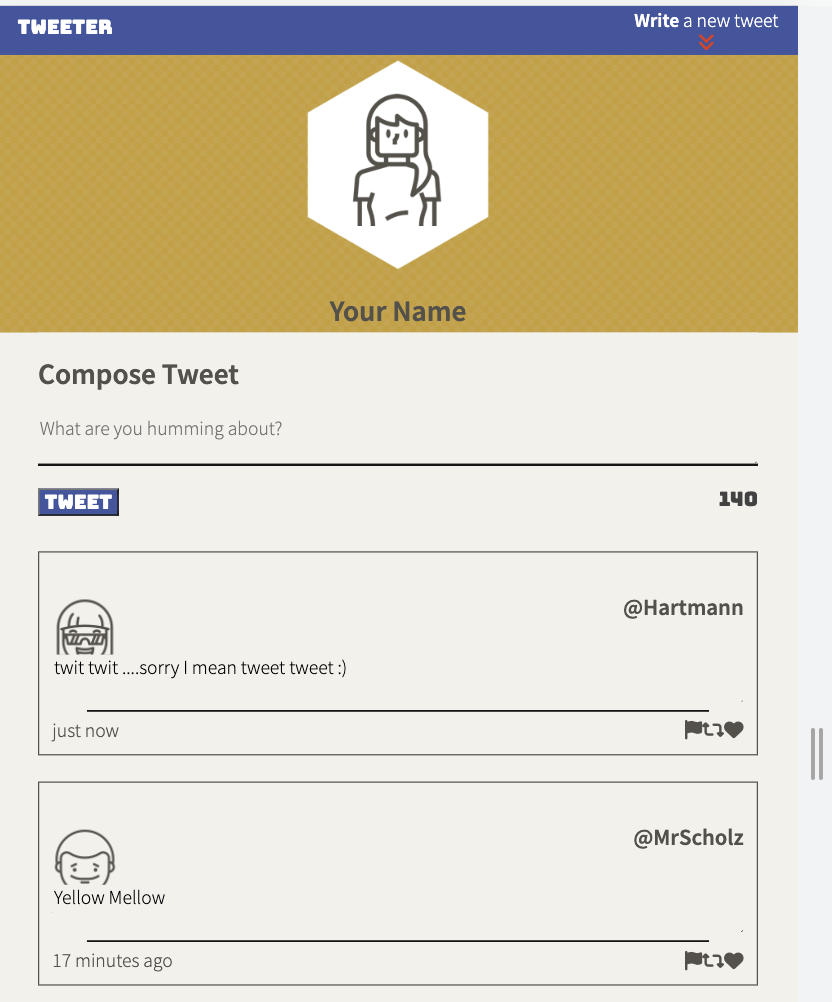 TWEETER
Write a new tweet
Your Name
Compose Tweet
What are you humming about?
TWEET
140
@Hartmann
twit twit ....sorry I mean tweet tweet :)
just now
@MrScholz
Yellow Mellow
17 minutes ago